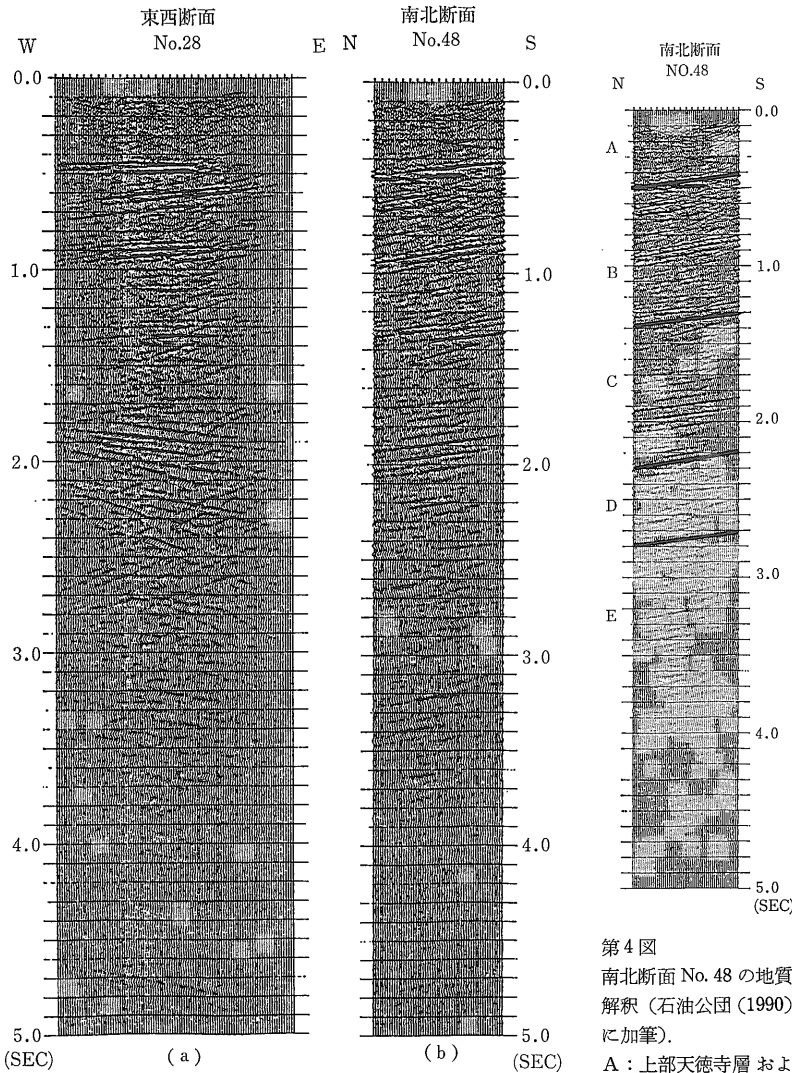 東西断面
No.28
W
E
0.0
1.0
2.0
3.0
4.0
5.0
(SEC)
(a)
南北断面
No.48
N
S
0.0
1.0
2.0
3.0
4.0
5.0
(SEC)
(b)
南北断面
NO.48
N
S
A
B
C
D
E
0.0
1.0
2.0
3.0
4.0
5.0
(SEC)
第4図
南北断面 No. 48 の地質
解釈（石油公団 (1990)
に加筆).
A：上部天徳寺層 およ